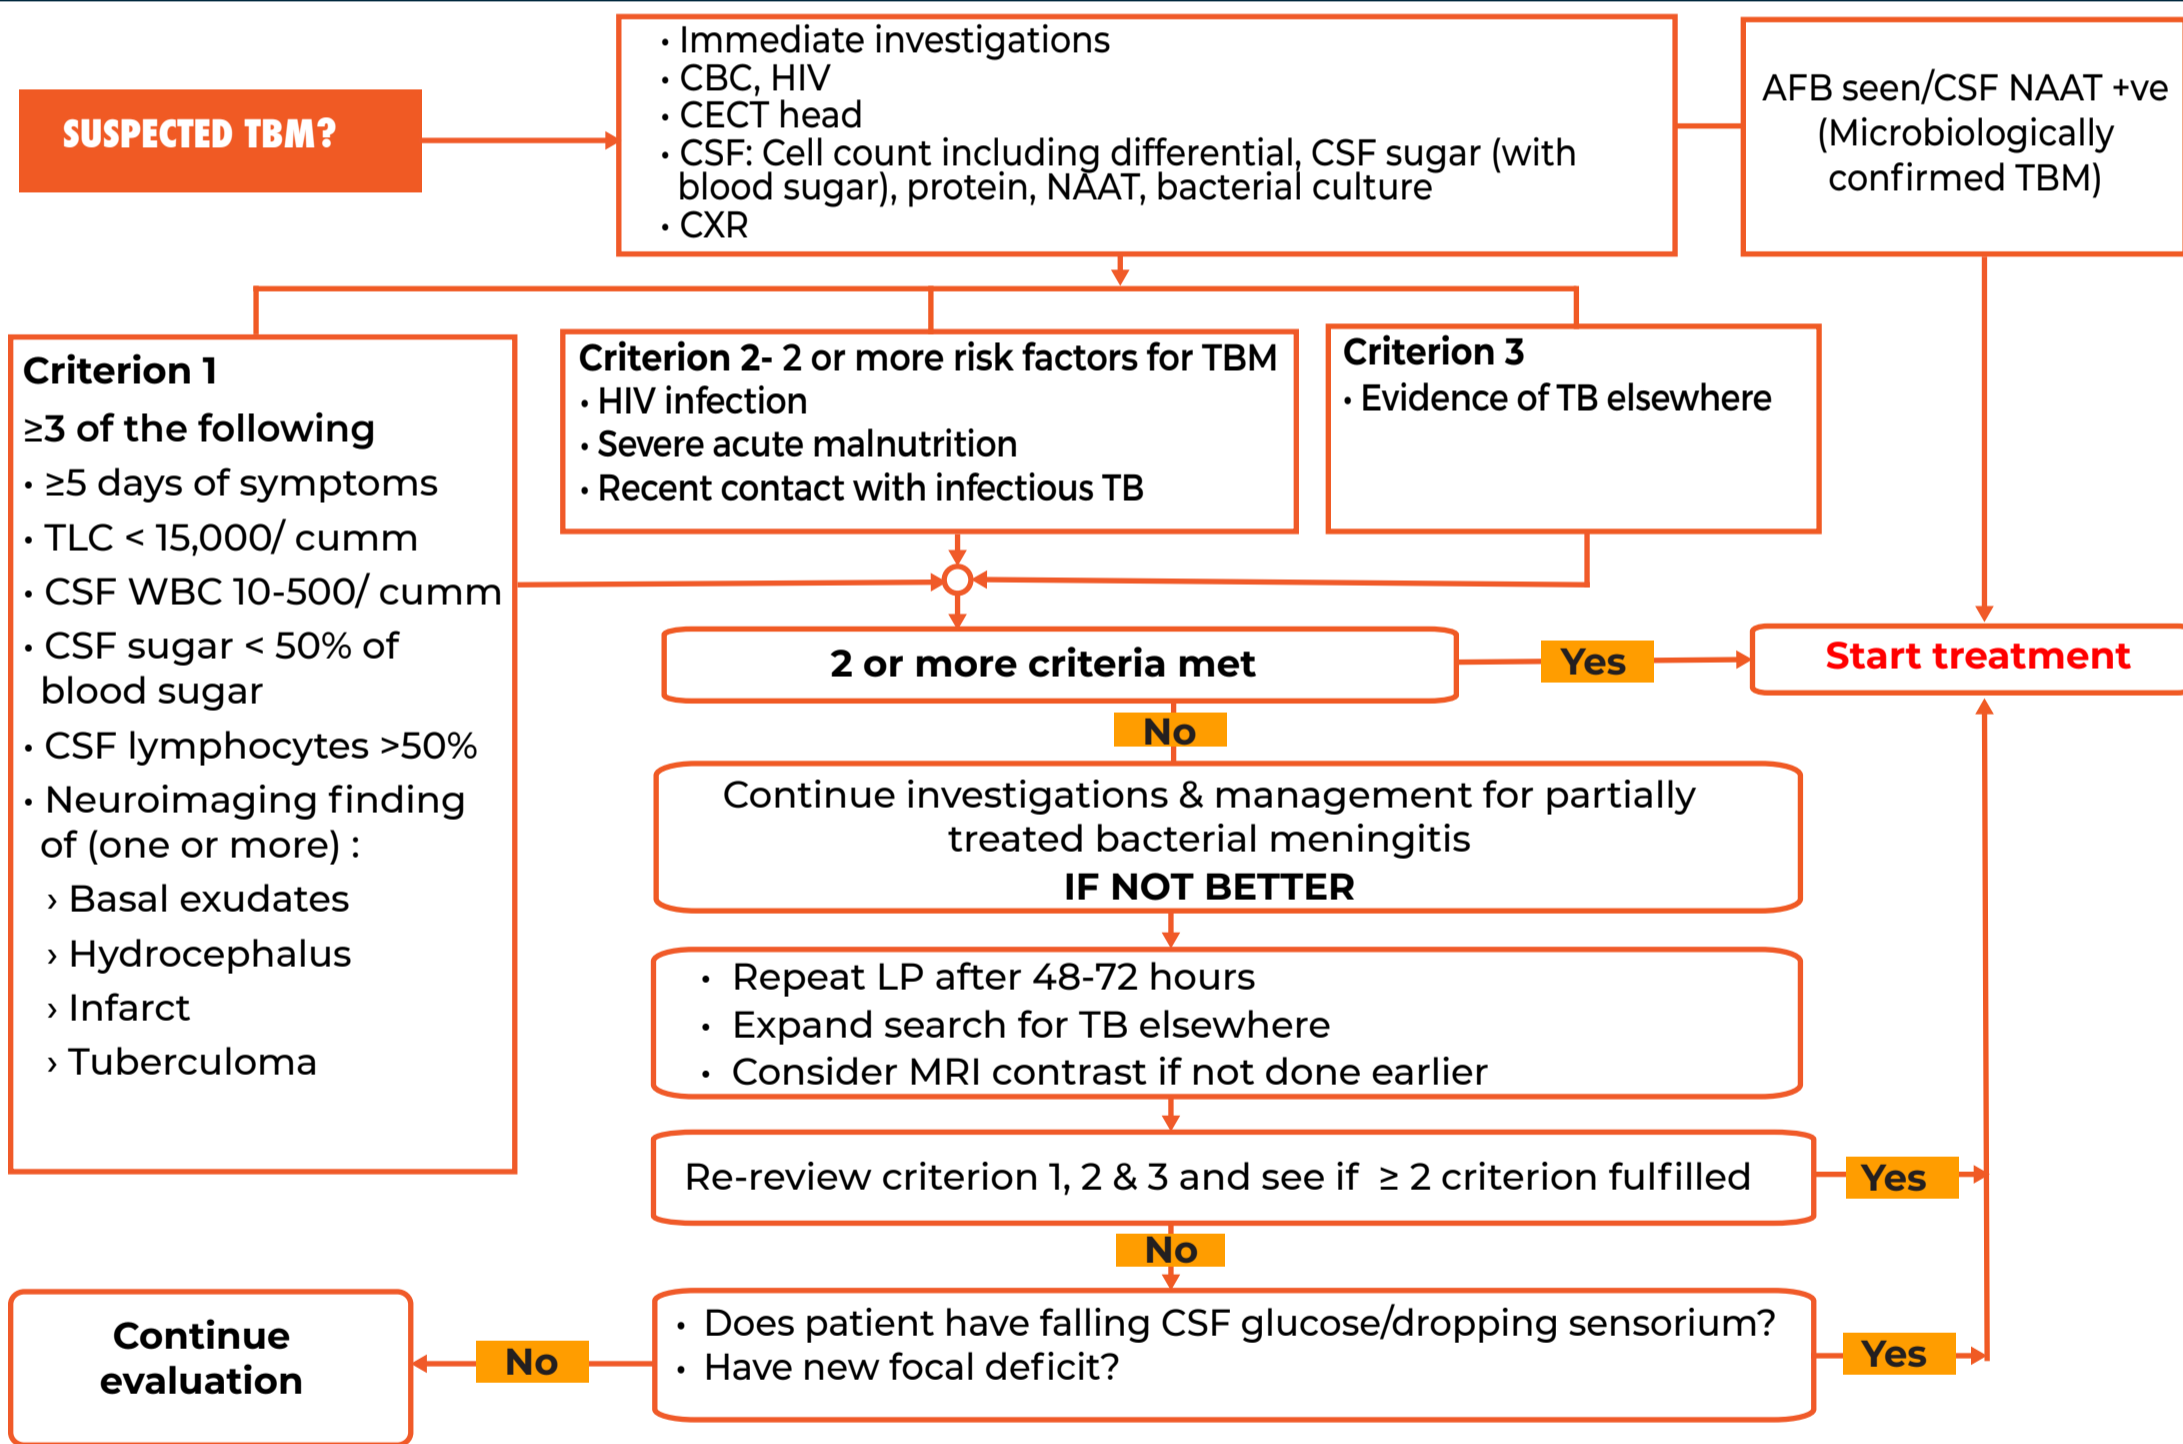 SUSPECTED TBM?
• Immediate investigations
• CBC, HIV
• CECT head
• CSF: Cell count including differential, CSF sugar (with
blood sugar), protein, NAAT, bacterial culture
• CXR
AFB seen/CSF NAAT +ve
(Microbiologically
confirmed TBM)
Criterion 1
≥3 of the following
• ≥5 days of symptoms
• TLC < 15,000/ cumm
• CSF WBC 10-500/ cumm
• CSF sugar < 50% of
blood sugar
• CSF lymphocytes >50%
• Neuroimaging finding
of (one or more) :
› Basal exudates
› Hydrocephalus
› Infarct
› Tuberculoma
Criterion 2- 2 or more risk factors for TBM
• HIV infection
• Severe acute malnutrition
• Recent contact with infectious TB
Criterion 3
• Evidence of TB elsewhere
2 or more criteria met
Yes
Start treatment
No
Continue investigations & management for partially
treated bacterial meningitis
IF NOT BETTER
• Repeat LP after 48-72 hours
• Expand search for TB elsewhere
• Consider MRI contrast if not done earlier
Re-review criterion 1, 2 & 3 and see if ≥ 2 criterion fulfilled
Yes
No
• Does patient have falling CSF glucose/dropping sensorium?
• Have new focal deficit?
Yes
No
Continue
evaluation